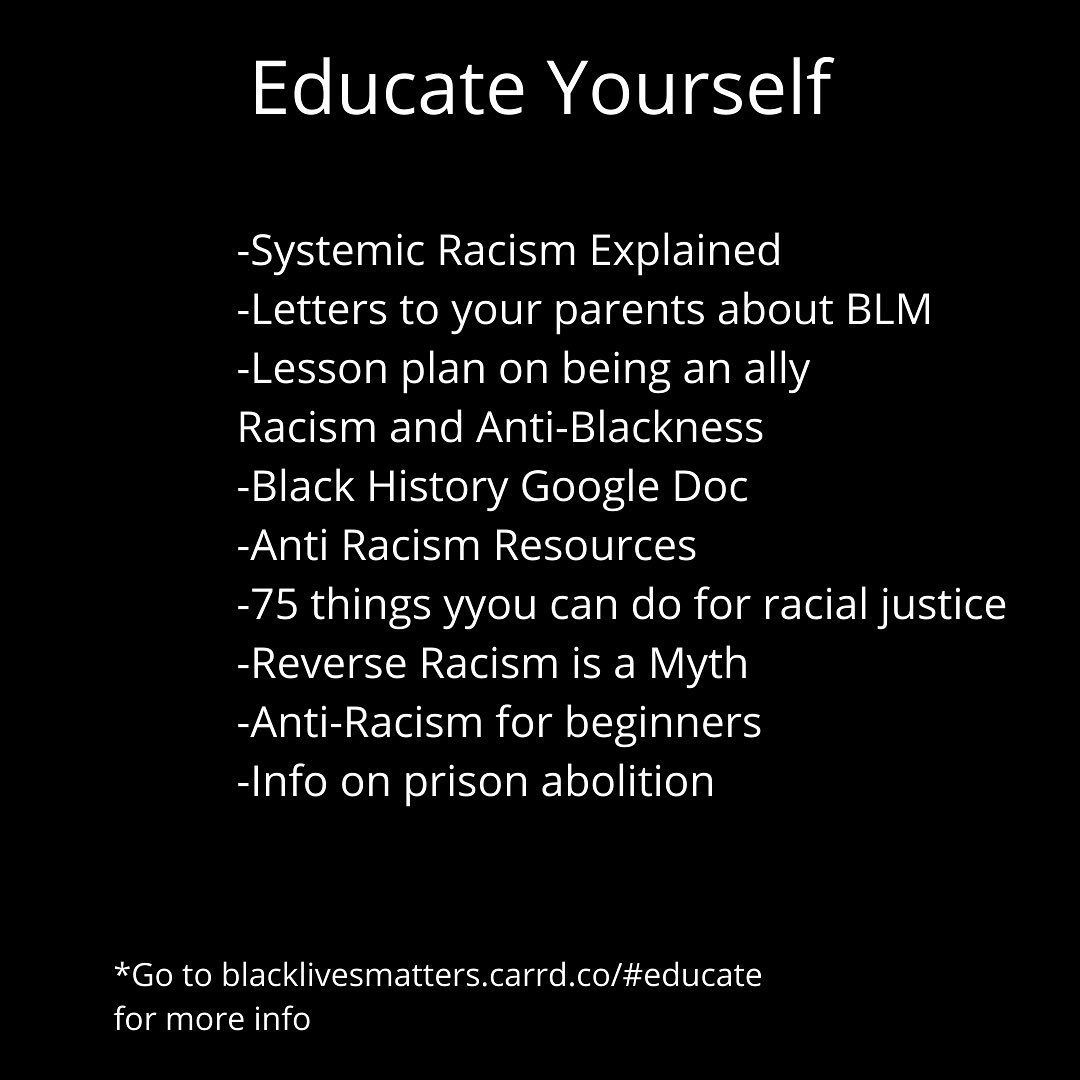 Educate Yourself
-Systemic Racism Explained
-Letters to your parents about BLM
-Lesson plan on being an ally
Racism and Anti-Blackness
-Black History Google Doc
-Anti Racism Resources
-75 things yyou can do for racial justice
-Reverse Racism is a Myth
-Anti-Racism for beginners
-Info on prison abolition
*Go to blacklivesmatters.carrd.co/#educate
for more info